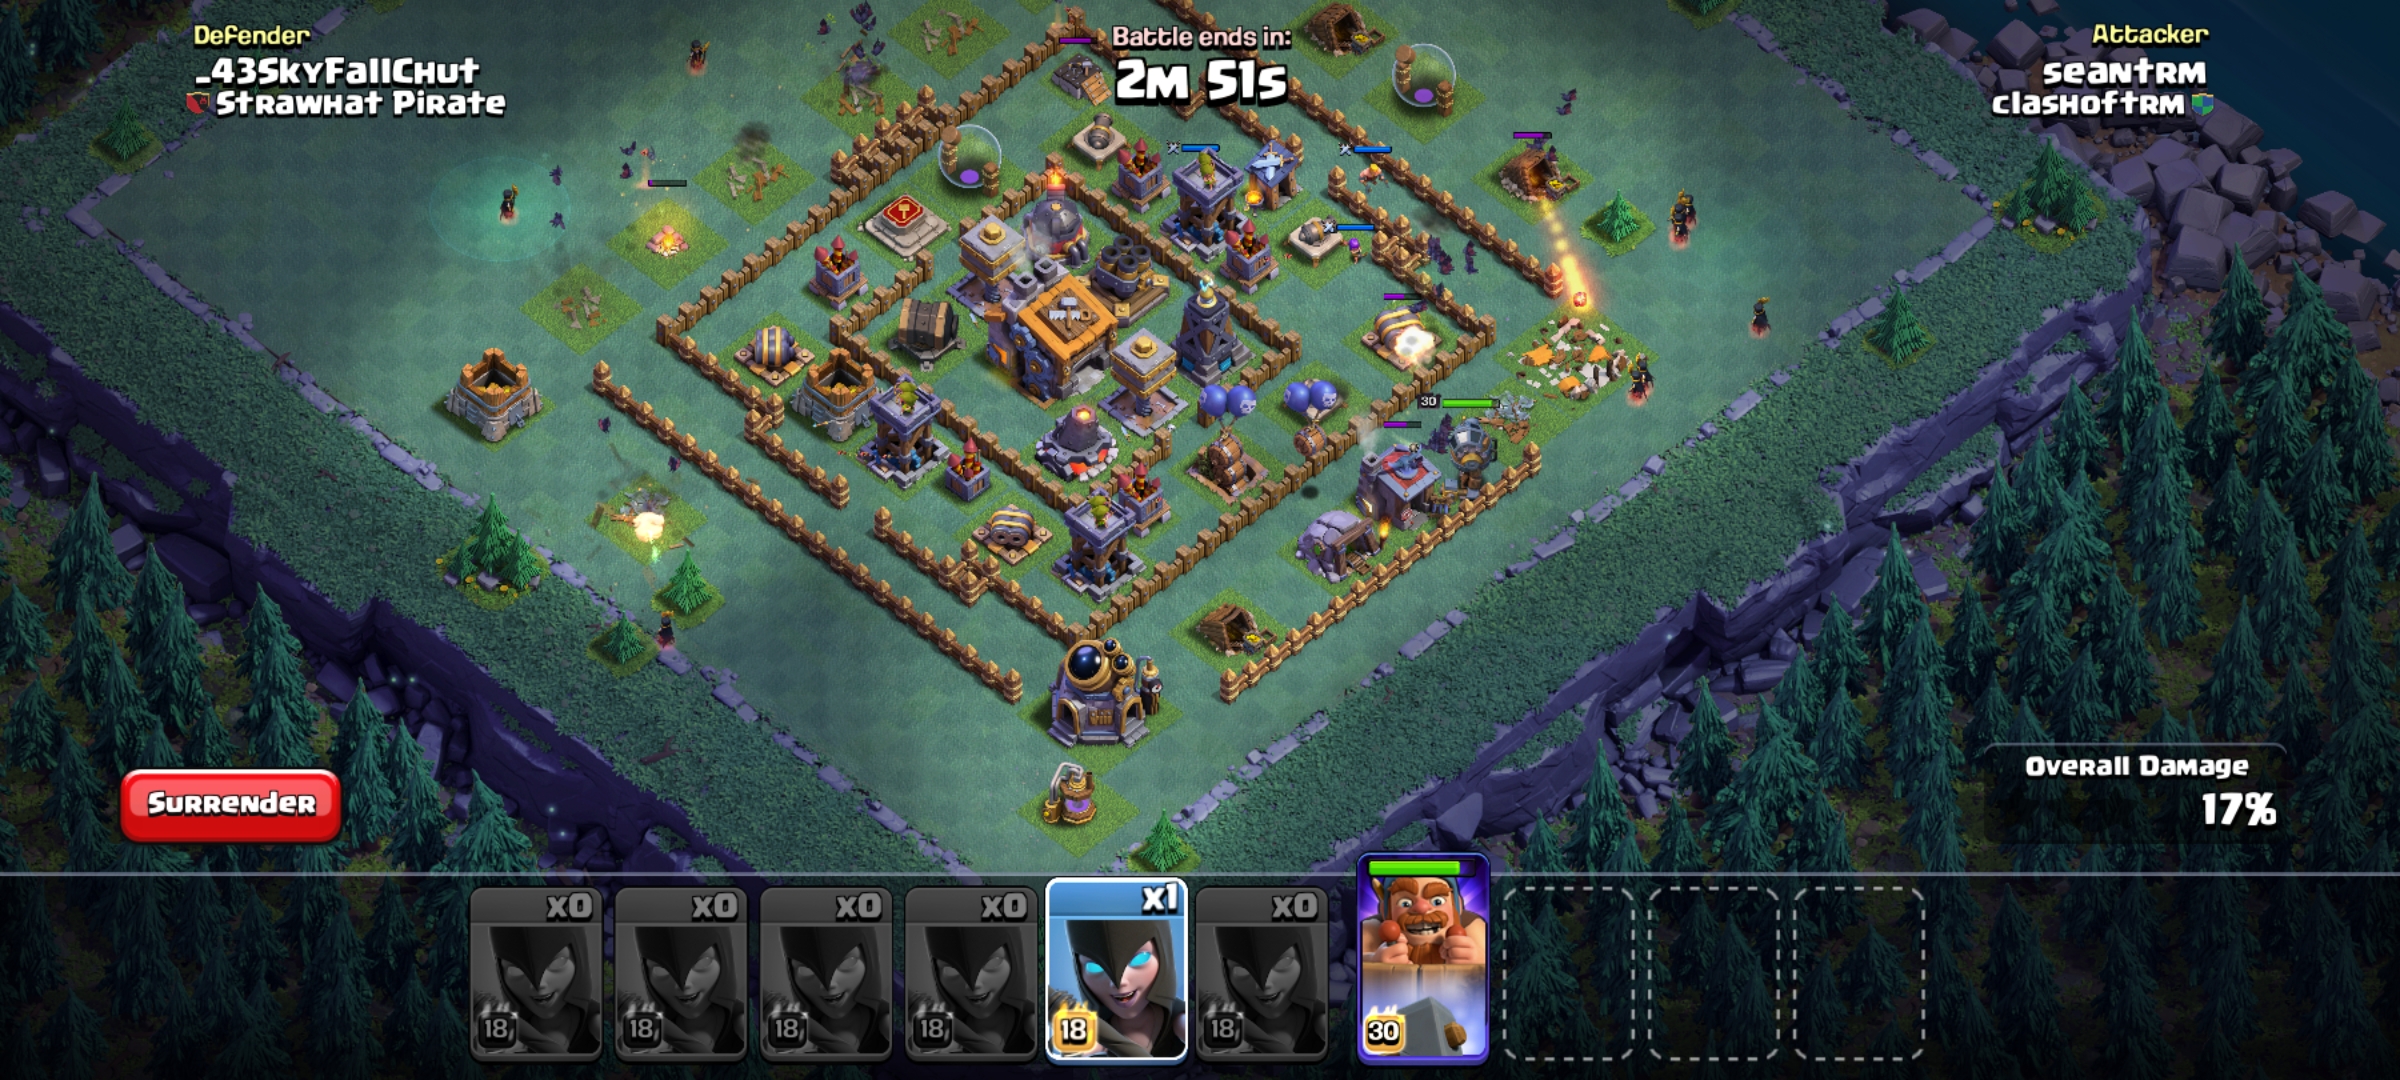 Defender
_43SkyFallChut
Strawhat Pirate
Battle ends in:
2M 51s
Attacker
seantRM
clashoftRM
30
Surrender
Overall Damage
17%
x0
x0
x0
x0
x1
x0
18
18
18
18
18
18
30